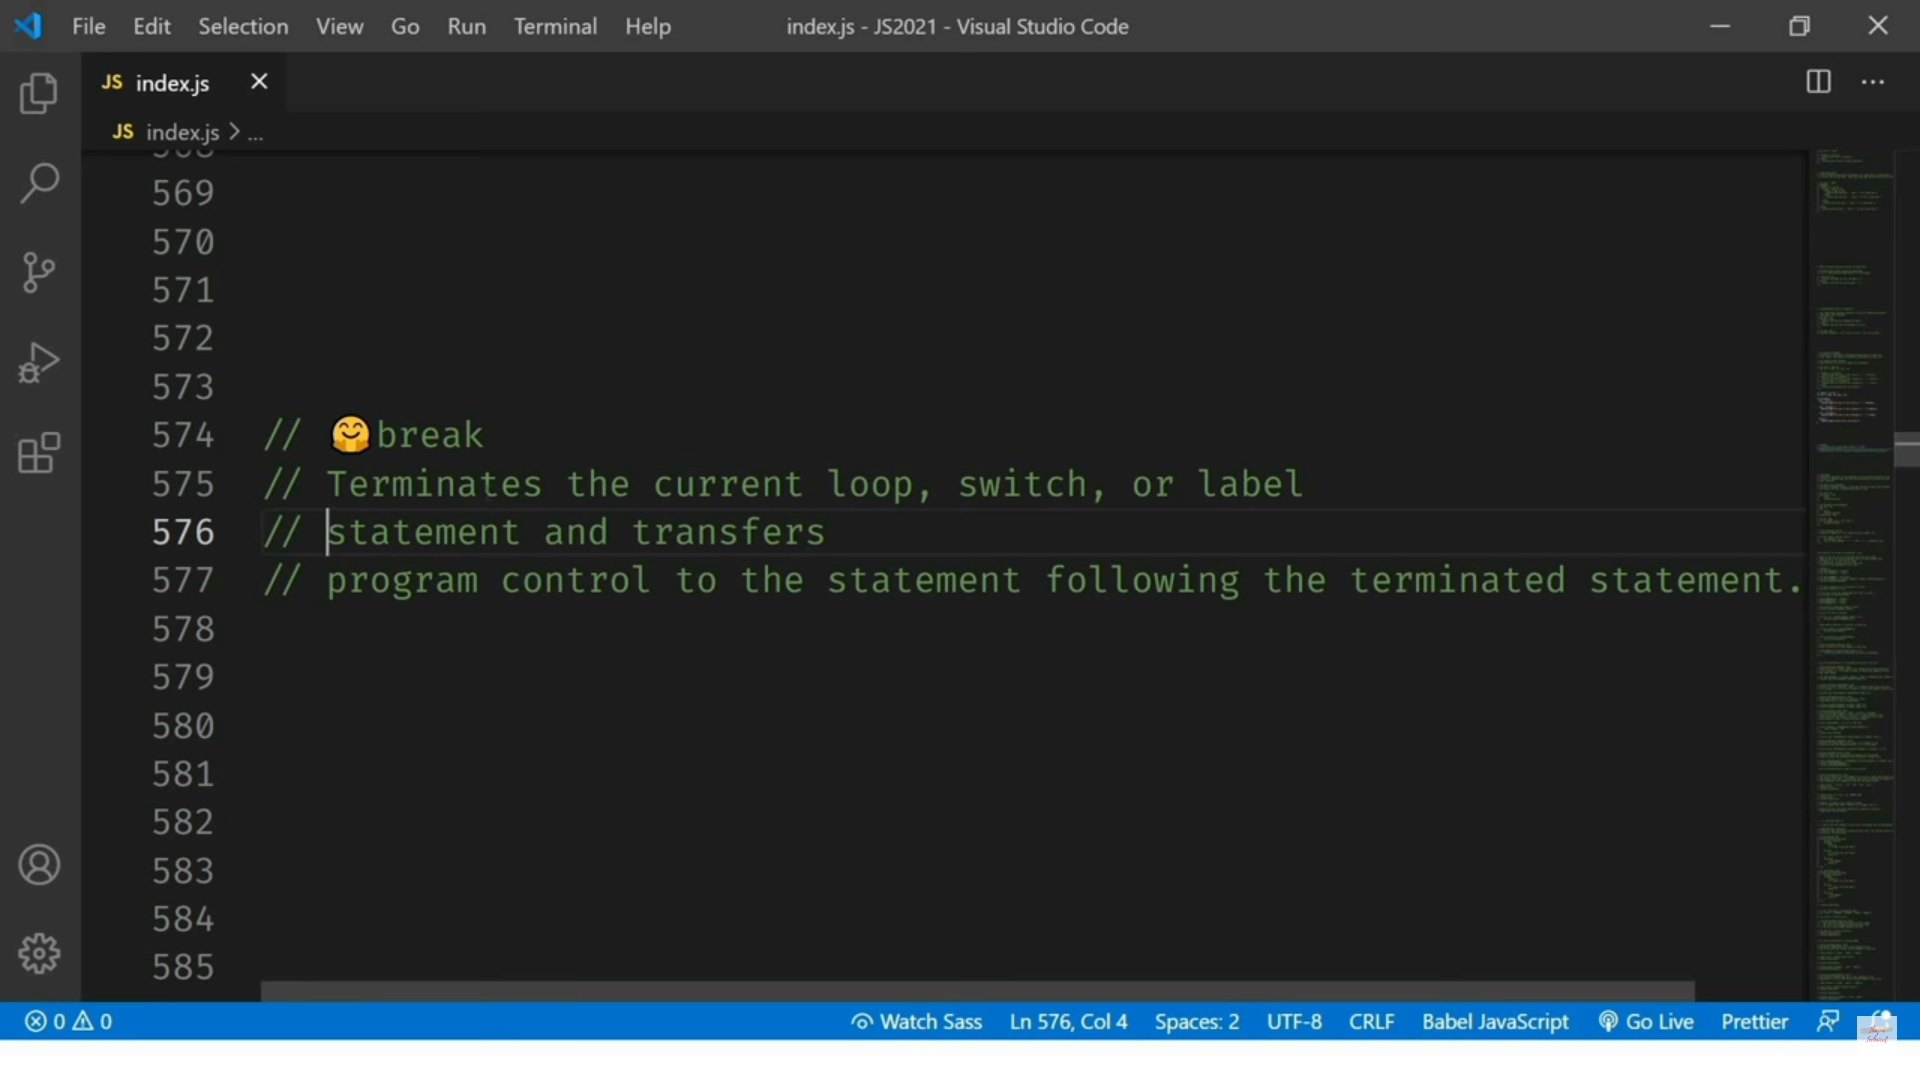 File Edit Selection View Go Run Terminal Help index.js - JS2021 - Visual Studio Code
JS index.js
JS index.js > ...
569
570
571
572
573
574 // 🤗break
575 // Terminates the current loop, switch, or label
576 // statement and transfers
577 // program control to the statement following the terminated statement.
578
579
580
581
582
583
584
585
0 0 Watch Sass Ln 576, Col 4 Spaces: 2 UTF-8 CRLF Babel JavaScript Go Live Prettier